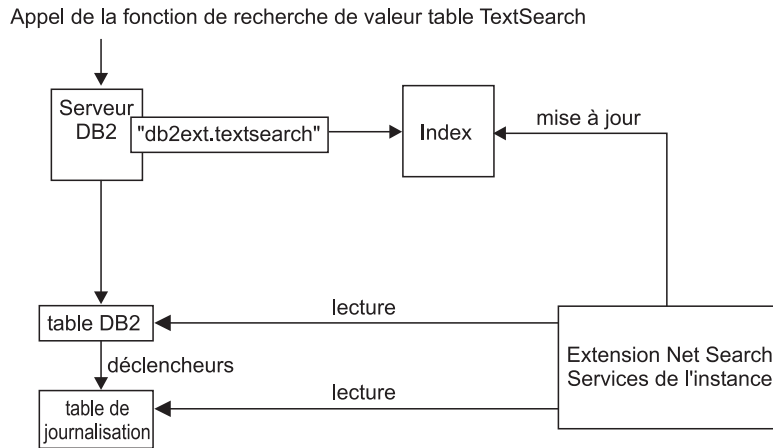 Appel de la fonction de recherche de valeur table TextSearch
Serveur
DB2
"db2ext.textsearch"
Index
mise à jour
lecture
table DB2
déclencheurs
Extension Net Search
Services de l'instance
lecture
table de
journalisation